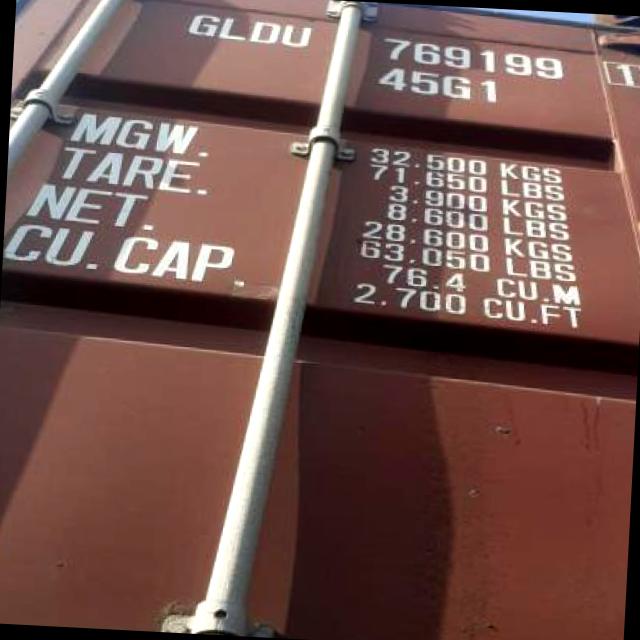 GLDU 769199
45G1
MGW. 32.500 KGS
71.650 LBS
TARE. 3.900 KGS
8.600 LBS
NET. 28.600 KGS
63.050 LBS
CU.CAP. 76.4 CU.M
2.700 CU.FT